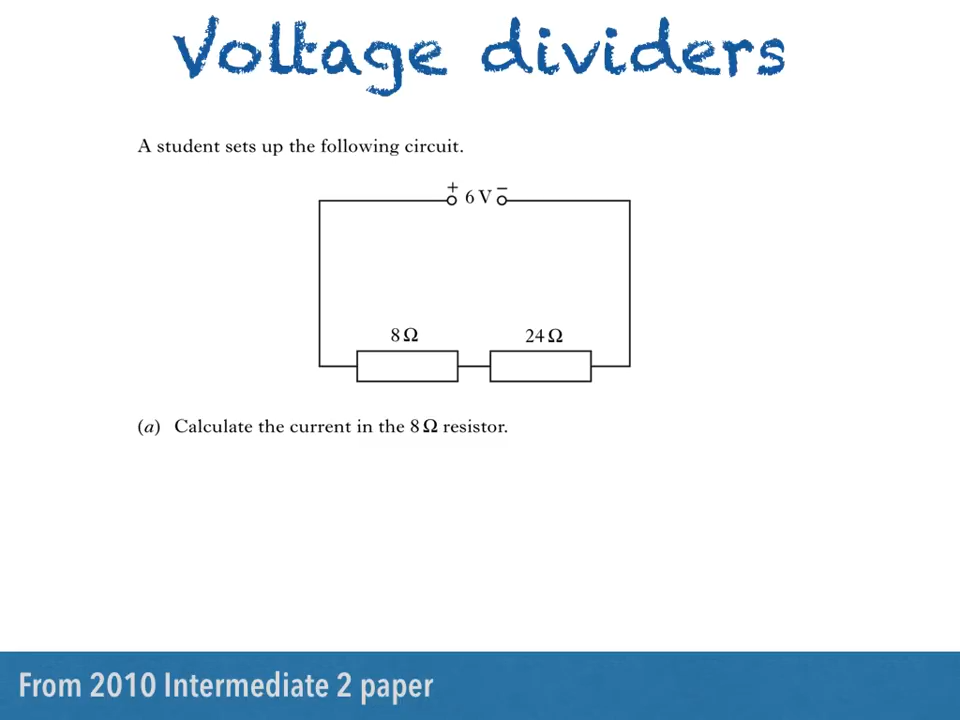 Voltage dividers
A student sets up the following circuit.
+ 6 V −
8 Ω 24 Ω
(a) Calculate the current in the 8 Ω resistor.
From 2010 Intermediate 2 paper